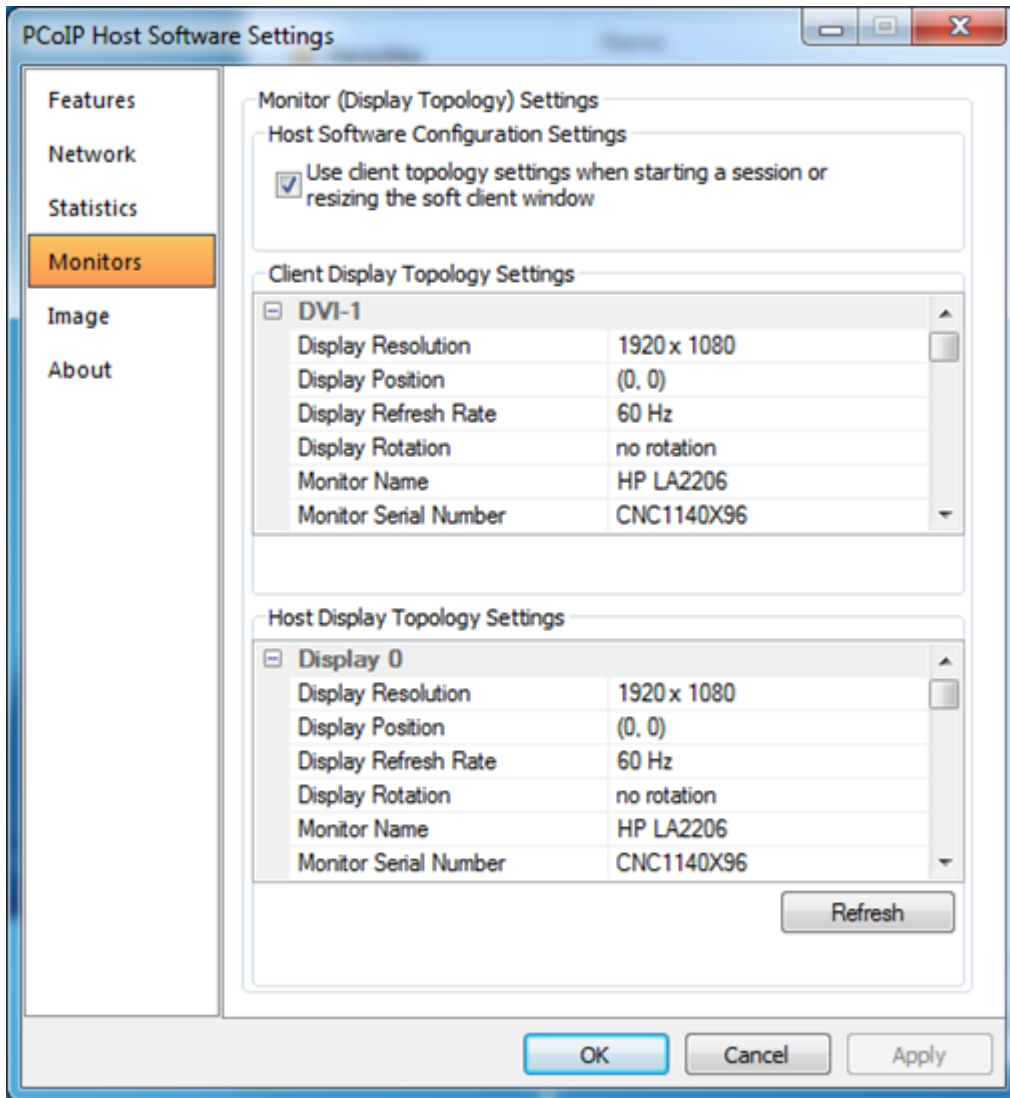 PCoIP Host Software Settings
Features
Network
Statistics
Monitors
Image
About
Monitor (Display Topology) Settings
Host Software Configuration Settings
Use client topology settings when starting a session or
resizing the soft client window
Client Display Topology Settings
DVI-1
Display Resolution 1920 x 1080
Display Position (0, 0)
Display Refresh Rate 60 Hz
Display Rotation no rotation
Monitor Name HP LA2206
Monitor Serial Number CNC1140X96
Host Display Topology Settings
Display 0
Display Resolution 1920 x 1080
Display Position (0, 0)
Display Refresh Rate 60 Hz
Display Rotation no rotation
Monitor Name HP LA2206
Monitor Serial Number CNC1140X96
Refresh
OK Cancel Apply